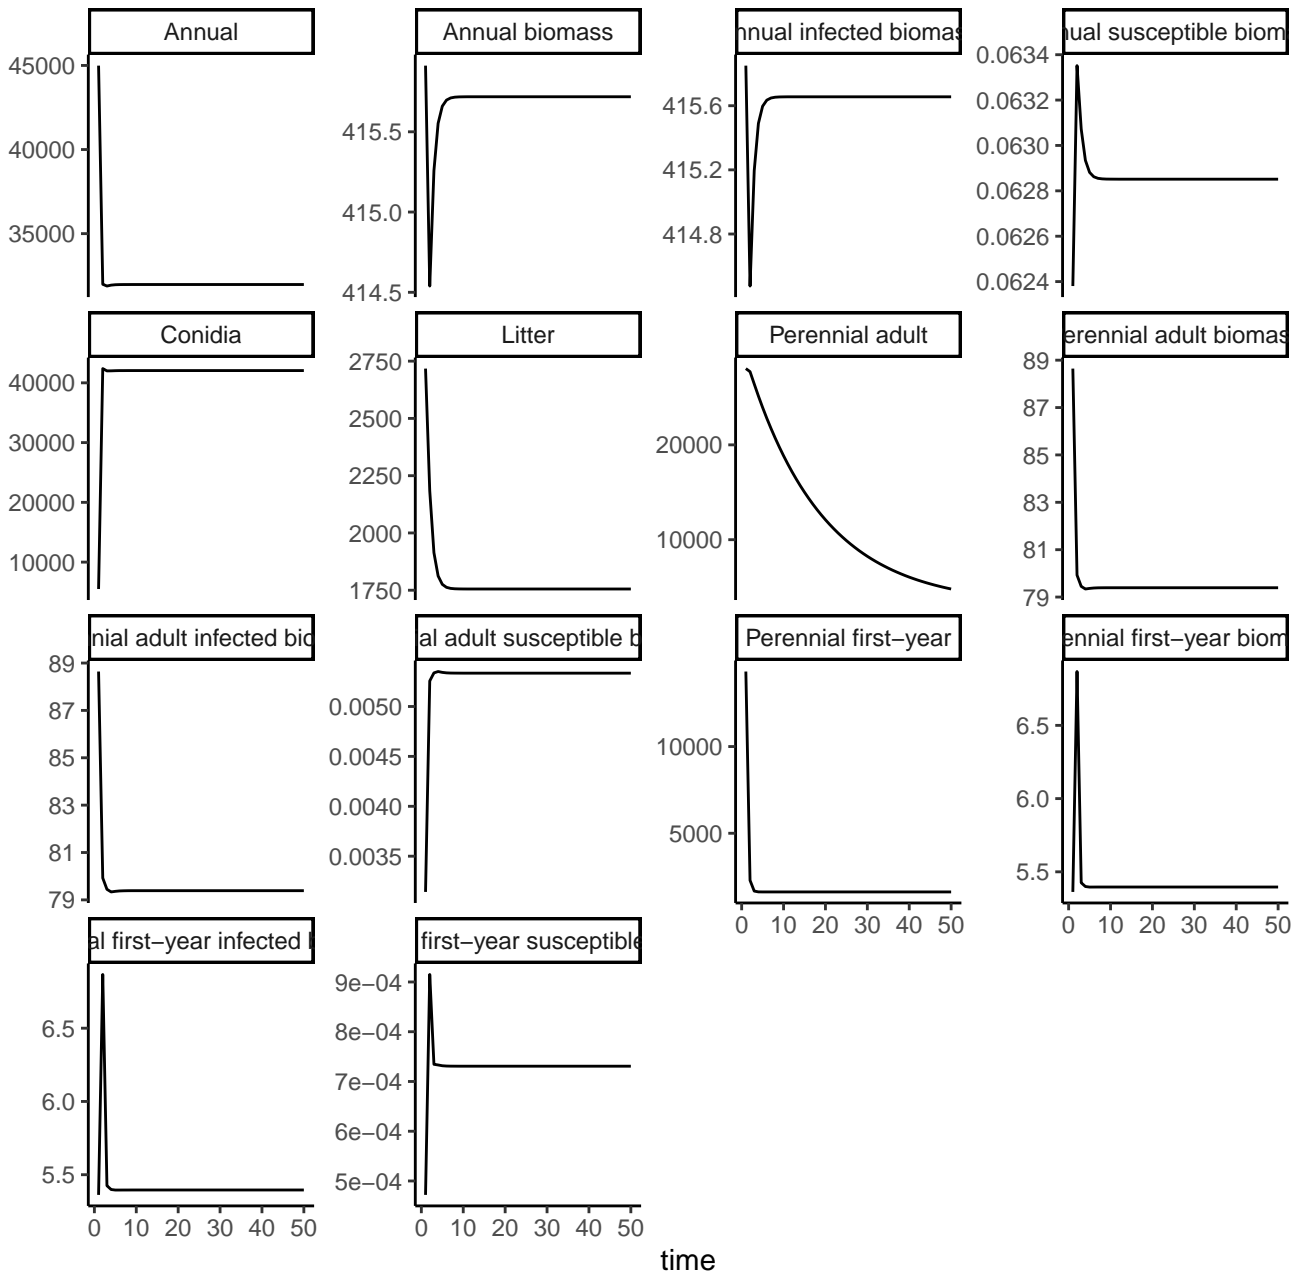 Annual
Annual biomass
nnual infected biomas
nual susceptible biom
45000
40000
35000
415.5
415.0
414.5
415.6
415.2
414.8
0.0634
0.0632
0.0630
0.0628
0.0626
0.0624
Conidia
Litter
Perennial adult
erennial adult biomas
40000
30000
20000
10000
2750
2500
2250
2000
1750
20000
10000
89
87
85
83
81
79
nial adult infected bio
al adult susceptible b
Perennial first−year
ennial first−year biom
89
87
85
83
81
79
0.0050
0.0045
0.0040
0.0035
10000
5000
6.5
6.0
5.5
0 10 20 30 40 50
0 10 20 30 40 50
al first−year infected b
first−year susceptible
6.5
6.0
5.5
9e−04
8e−04
7e−04
6e−04
5e−04
0 10 20 30 40 50
0 10 20 30 40 50
time